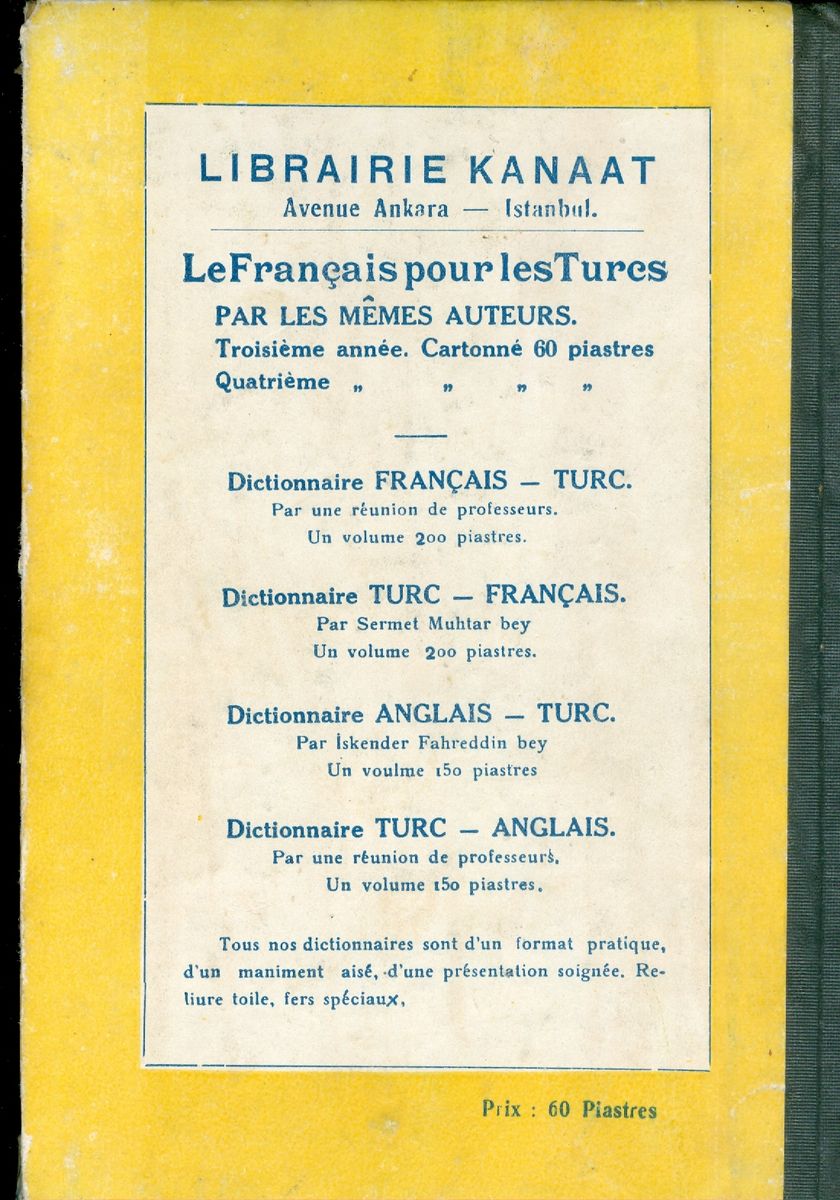 LIBRAIRIE KANAAT
Avenue Ankara — Istanbul.
Le Français pour les Turcs
PAR LES MÊMES AUTEURS.
Troisième année. Cartonné 60 piastres
Quatrième „ „ „ „
Dictionnaire FRANÇAIS — TURC.
Par une réunion de professeurs.
Un volume 200 piastres.
Dictionnaire TURC — FRANÇAIS.
Par Sermet Muhtar bey
Un volume 200 piastres.
Dictionnaire ANGLAIS — TURC.
Par İskender Fahreddin bey
Un voulme 150 piastres
Dictionnaire TURC — ANGLAIS.
Par une réunion de professeurs.
Un volume 150 piastres.
Tous nos dictionnaires sont d'un format pratique,
d'un maniment aisé, d'une présentation soignée. Re-
liure toile, fers spéciaux,
Prix : 60 Piastres